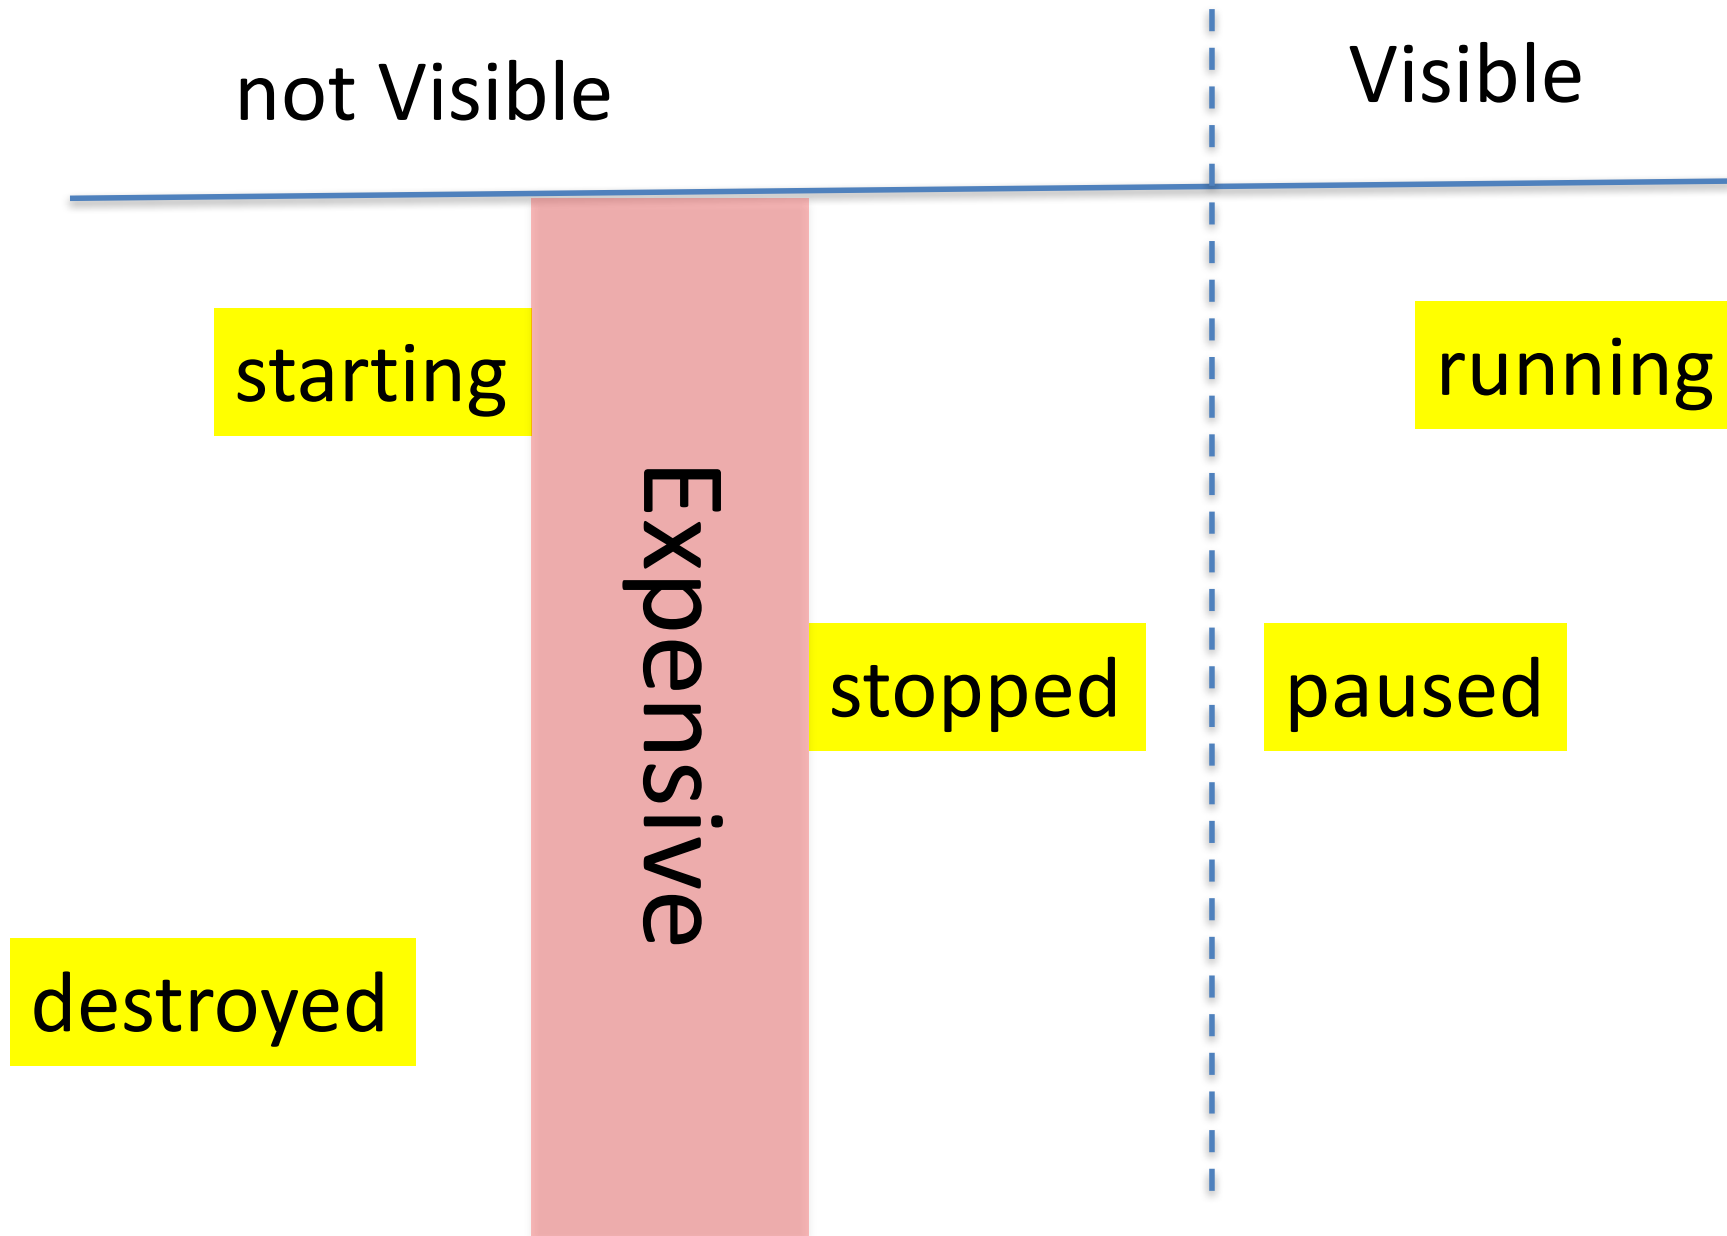 not Visible
Visible
starting
running
Expensive
stopped
paused
destroyed